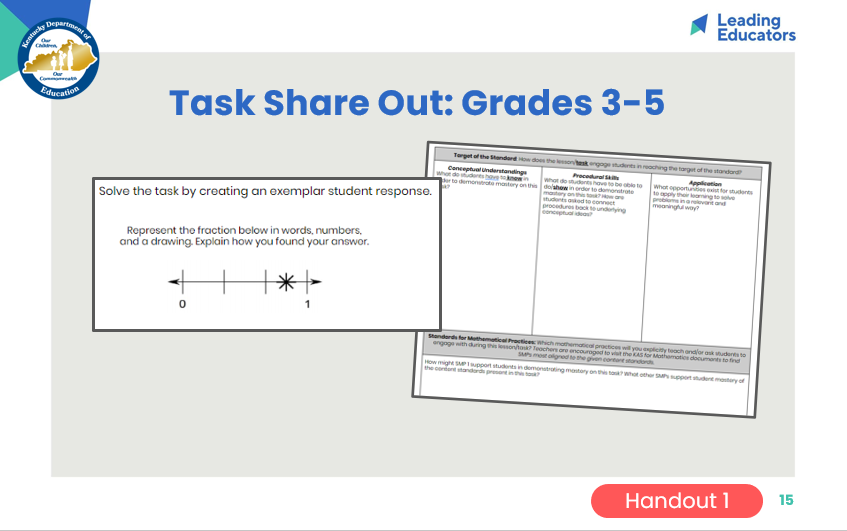 Kentucky Department of
Our
Children,
Our
Commonwealth
Education
Leading
Educators
Task Share Out: Grades 3-5
Solve the task by creating an exemplar student response.
Represent the fraction below in words, numbers,
and a drawing. Explain how you found your answer.
0 1
Target of the Standard: How does the lesson/task engage students in reaching the target of the standard?
Conceptual Understandings
What do students have to know in
to demonstrate mastery on this
Procedural Skills
What do students have to be able to
do/show in order to demonstrate
mastery on this task? How are
students asked to connect
procedures back to underlying
conceptual ideas?
Application
What opportunities exist for students
to apply their learning to solve
problems in a relevant and
meaningful way?
Standards for Mathematical Practices: Which mathematical practices will you explicitly teach and/or ask students to
engage with during this lesson/task? Teachers are encouraged to visit the KAS for Mathematics documents to find
SMPs most aligned to the given content standards.
How might SMP 1 support students in demonstrating mastery on this task? What other SMPs support student mastery of
the content standards present in this task?
Handout 1
15